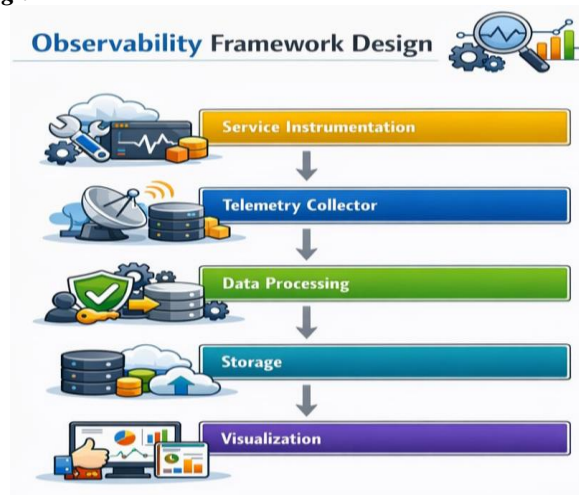 Observability Framework Design
Service Instrumentation
Telemetry Collector
Data Processing
Storage
Visualization